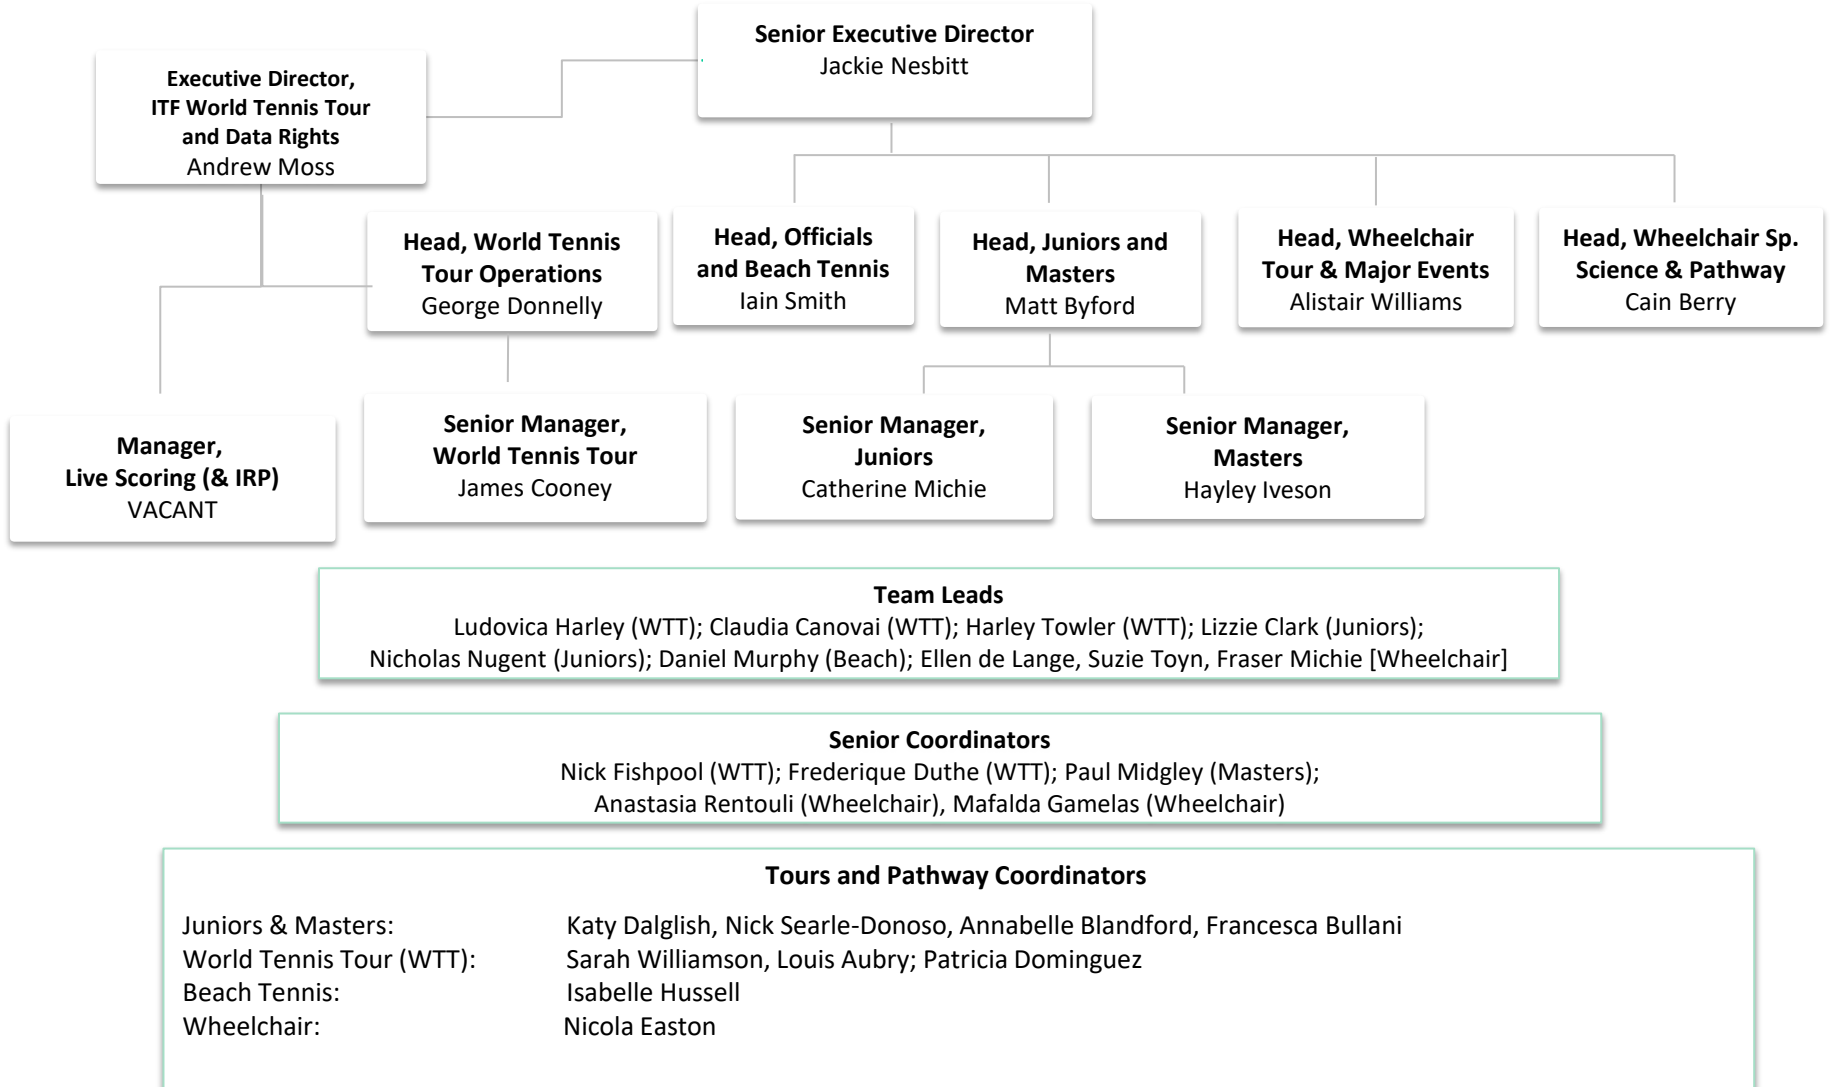 Senior Executive Director
Jackie Nesbitt
Executive Director,
ITF World Tennis Tour
and Data Rights
Andrew Moss
Head, World Tennis
Tour Operations
George Donnelly
Head, Officials
and Beach Tennis
Iain Smith
Head, Juniors and
Masters
Matt Byford
Head, Wheelchair
Tour & Major Events
Alistair Williams
Head, Wheelchair Sp.
Science & Pathway
Cain Berry
Manager,
Live Scoring (& IRP)
VACANT
Senior Manager,
World Tennis Tour
James Cooney
Senior Manager,
Juniors
Catherine Michie
Senior Manager,
Masters
Hayley Iveson
Team Leads
Ludovica Harley (WTT); Claudia Canovai (WTT); Harley Towler (WTT); Lizzie Clark (Juniors);
Nicholas Nugent (Juniors); Daniel Murphy (Beach); Ellen de Lange, Suzie Toyn, Fraser Michie [Wheelchair]
Senior Coordinators
Nick Fishpool (WTT); Frederique Duthe (WTT); Paul Midgley (Masters);
Anastasia Rentouli (Wheelchair), Mafalda Gamelas (Wheelchair)
Tours and Pathway Coordinators
Juniors & Masters: Katy Dalglish, Nick Searle-Donoso, Annabelle Blandford, Francesca Bullani
World Tennis Tour (WTT): Sarah Williamson, Louis Aubry; Patricia Dominguez
Beach Tennis: Isabelle Hussell
Wheelchair: Nicola Easton